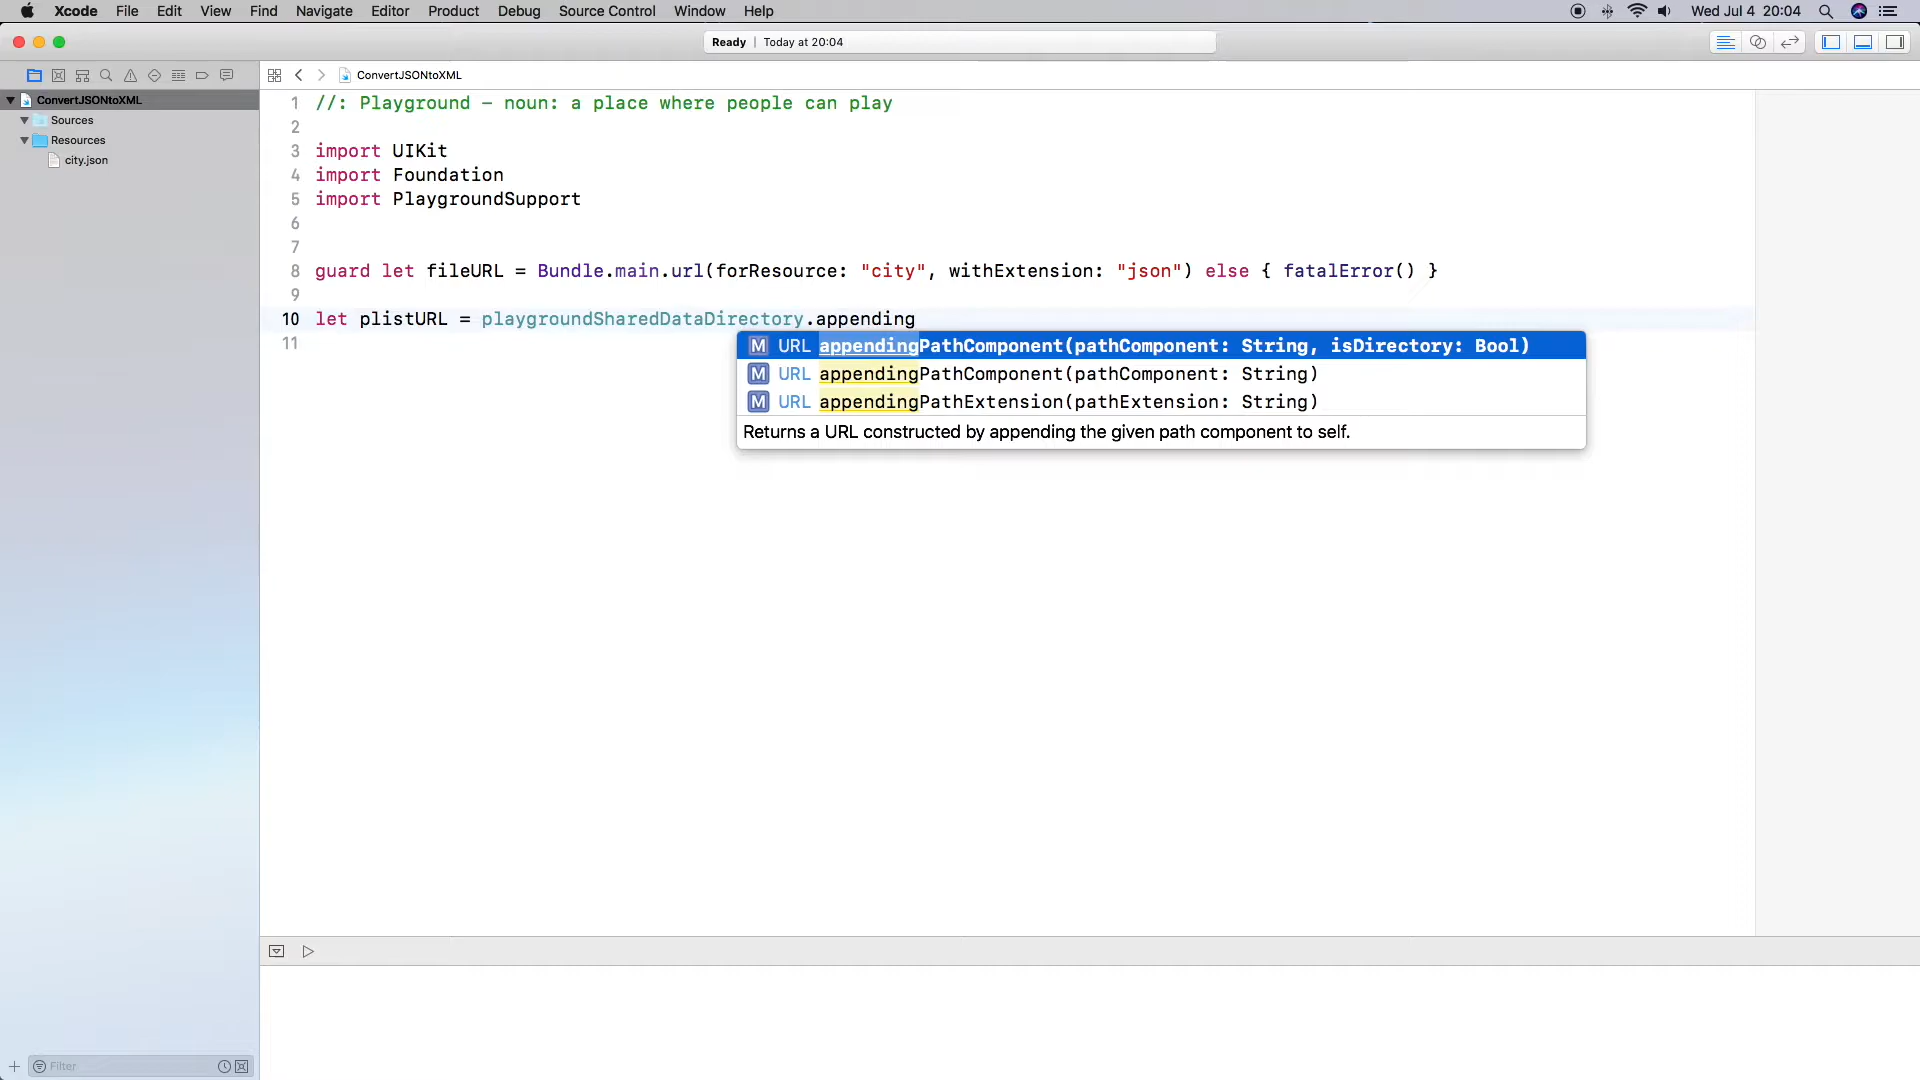 Xcode File Edit View Find Navigate Editor Product Debug Source Control Window Help Wed Jul 4 20:04
Ready | Today at 20:04
ConvertJSONtoXML
ConvertJSONtoXML
Sources
Resources
city.json
1 //: Playground - noun: a place where people can play
2
3 import UIKit
4 import Foundation
5 import PlaygroundSupport
6
7
8 guard let fileURL = Bundle.main.url(forResource: "city", withExtension: "json") else { fatalError() }
9
10 let plistURL = playgroundSharedDataDirectory.appending
11
M URL appendingPathComponent(pathComponent: String, isDirectory: Bool)
M URL appendingPathComponent(pathComponent: String)
M URL appendingPathExtension(pathExtension: String)
Returns a URL constructed by appending the given path component to self.
Filter